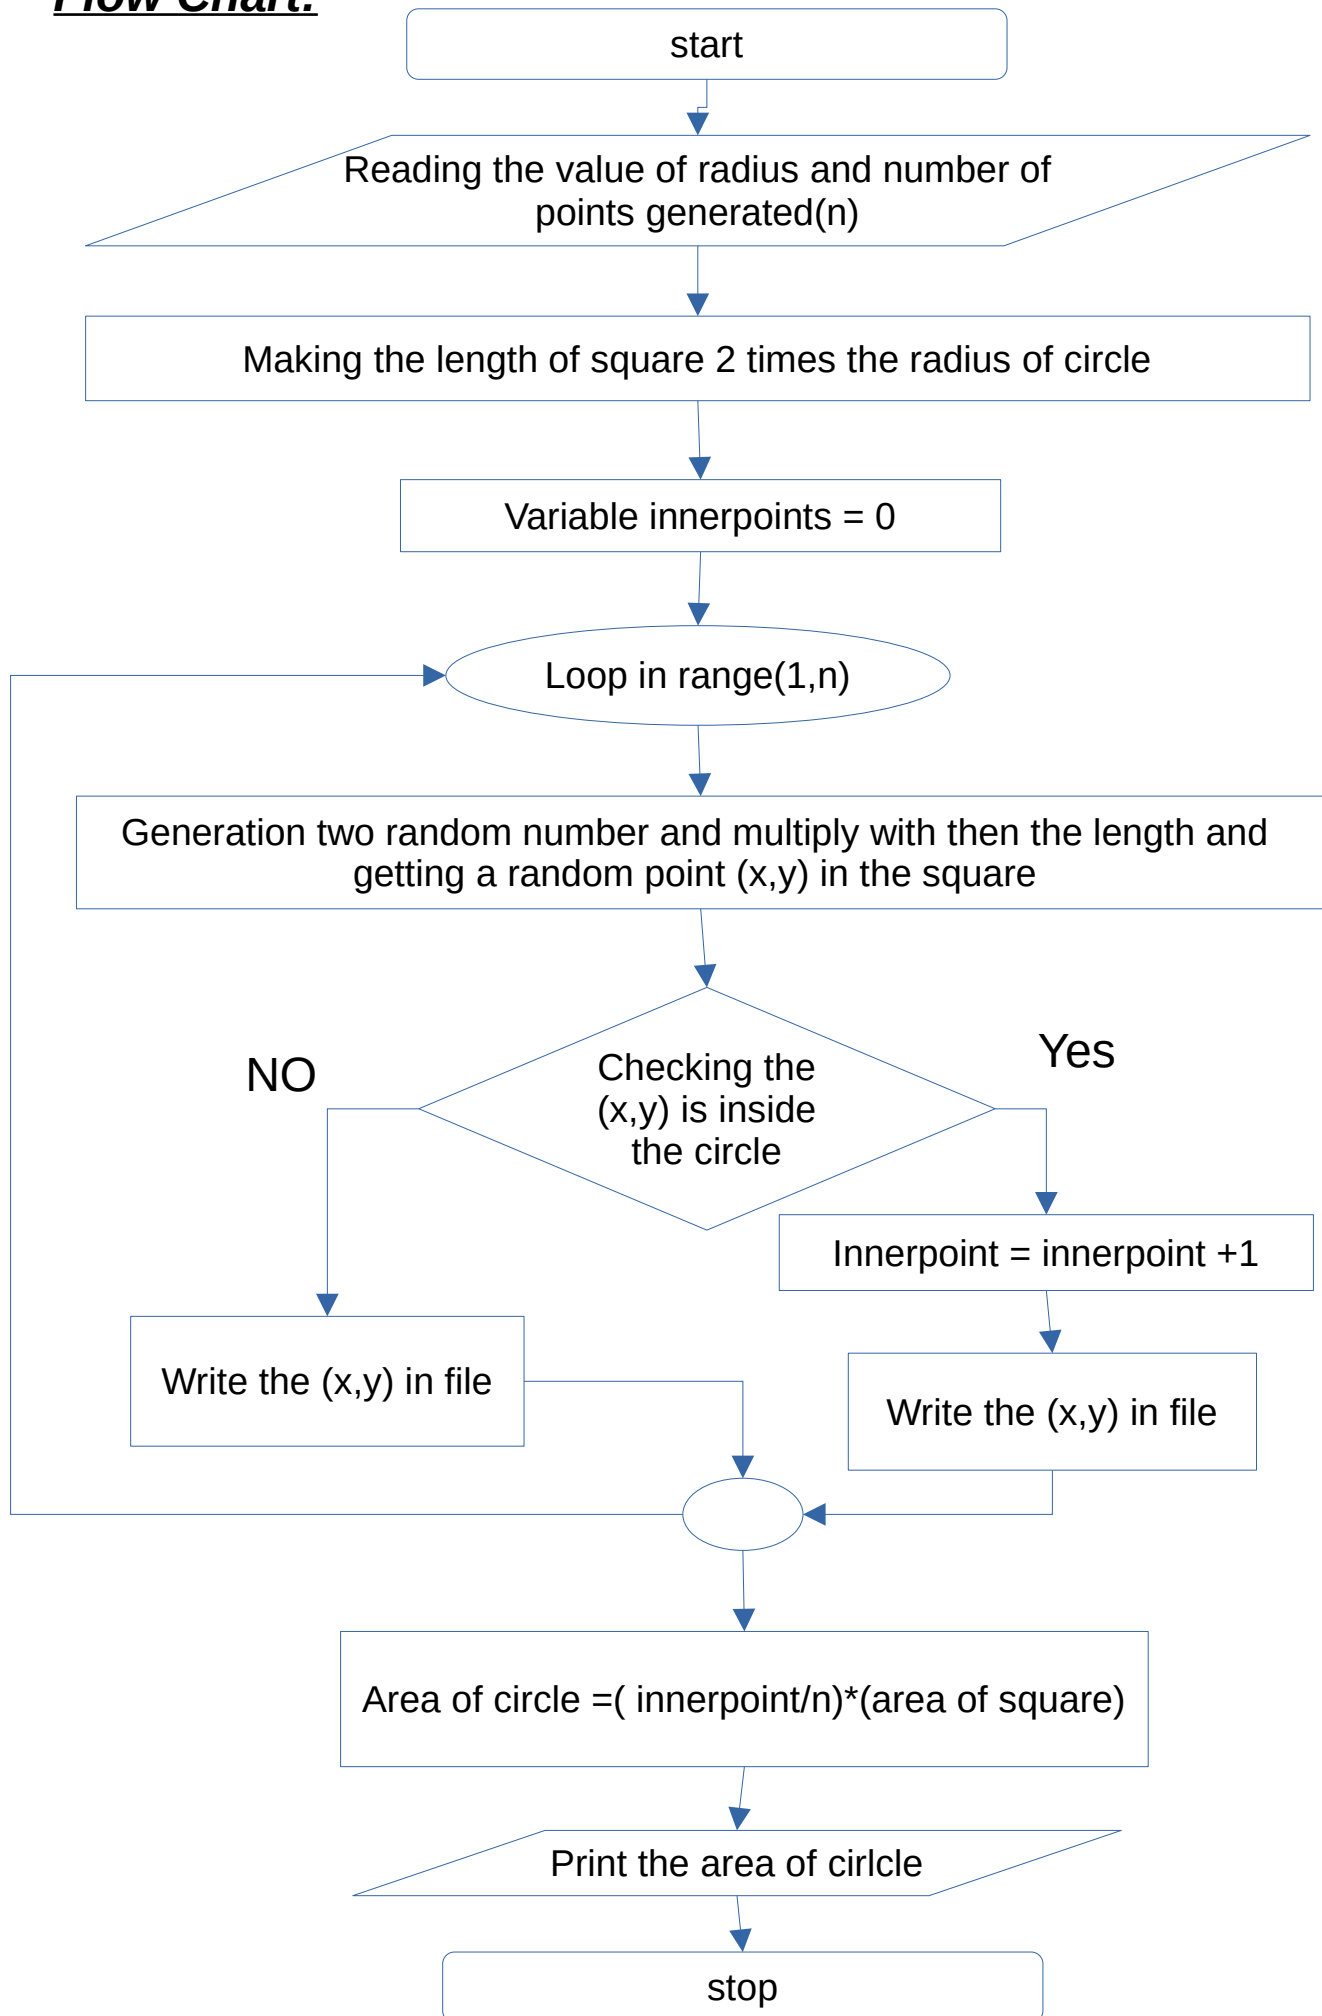 Flow Chart:
start
Reading the value of radius and number of
points generated(n)
Making the length of square 2 times the radius of circle
Variable innerpoints = 0
Loop in range(1,n)
Generation two random number and multiply with then the length and
getting a random point (x,y) in the square
NO
Yes
Checking the
(x,y) is inside
the circle
Innerpoint = innerpoint +1
Write the (x,y) in file
Write the (x,y) in file
Area of circle =( innerpoint/n)*(area of square)
Print the area of cirlcle
stop